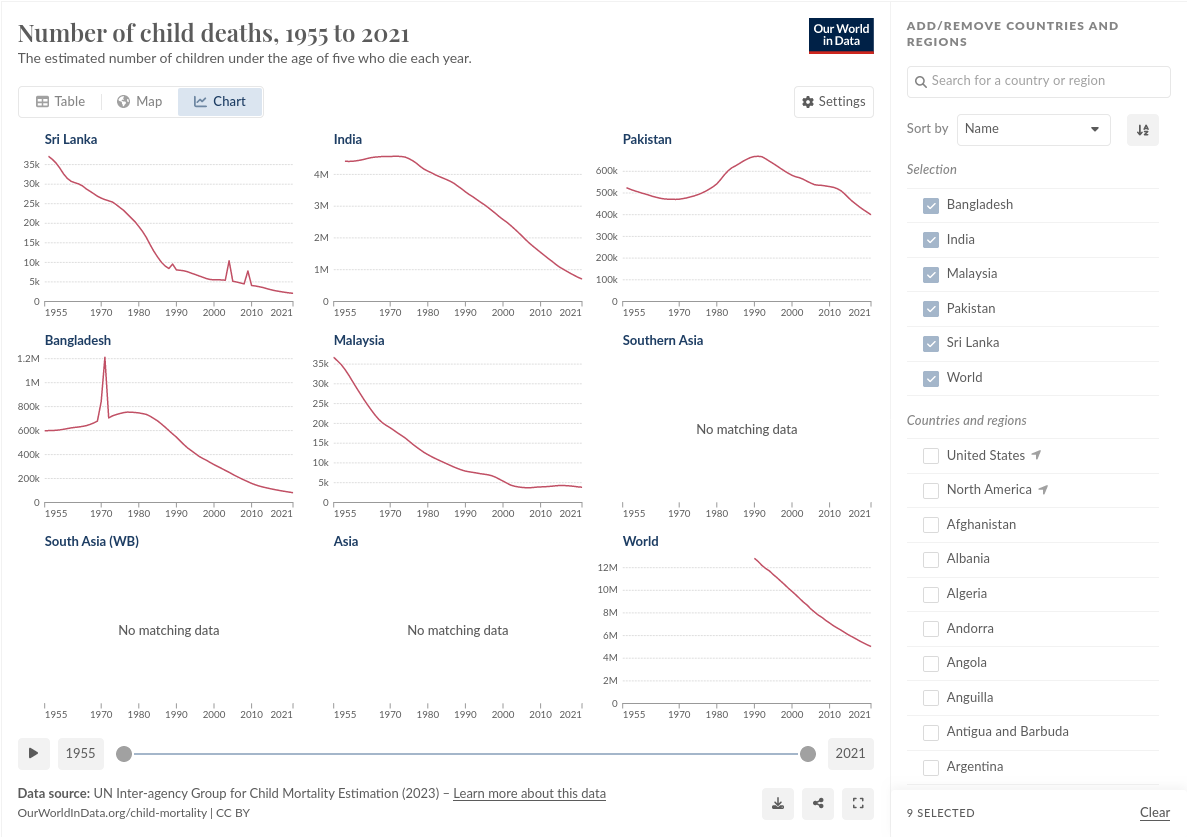 Number of child deaths, 1955 to 2021
The estimated number of children under the age of five who die each year.
Our World
in Data
Table
Map
Chart
Settings
Sri Lanka
35k
30k
25k
20k
15k
10k
5k
0
1955 1970 1980 1990 2000 2010 2021
India
4M
3M
2M
1M
0
1955 1970 1980 1990 2000 2010 2021
Pakistan
600k
500k
400k
300k
200k
100k
0
1955 1970 1980 1990 2000 2010 2021
Bangladesh
1.2M
1M
800k
600k
400k
200k
0
1955 1970 1980 1990 2000 2010 2021
Malaysia
35k
30k
25k
20k
15k
10k
5k
0
1955 1970 1980 1990 2000 2010 2021
Southern Asia
No matching data
1955 1970 1980 1990 2000 2010 2021
South Asia (WB)
No matching data
1955 1970 1980 1990 2000 2010 2021
Asia
No matching data
1955 1970 1980 1990 2000 2010 2021
World
12M
10M
8M
6M
4M
2M
0
1955 1970 1980 1990 2000 2010 2021
1955
2021
Data source: UN Inter-agency Group for Child Mortality Estimation (2023) – Learn more about this data
OurWorldInData.org/child-mortality | CC BY
ADD/REMOVE COUNTRIES AND
REGIONS
Search for a country or region
Sort by
Name
Selection
Bangladesh
India
Malaysia
Pakistan
Sri Lanka
World
Countries and regions
United States
North America
Afghanistan
Albania
Algeria
Andorra
Angola
Anguilla
Antigua and Barbuda
Argentina
9 SELECTED
Clear